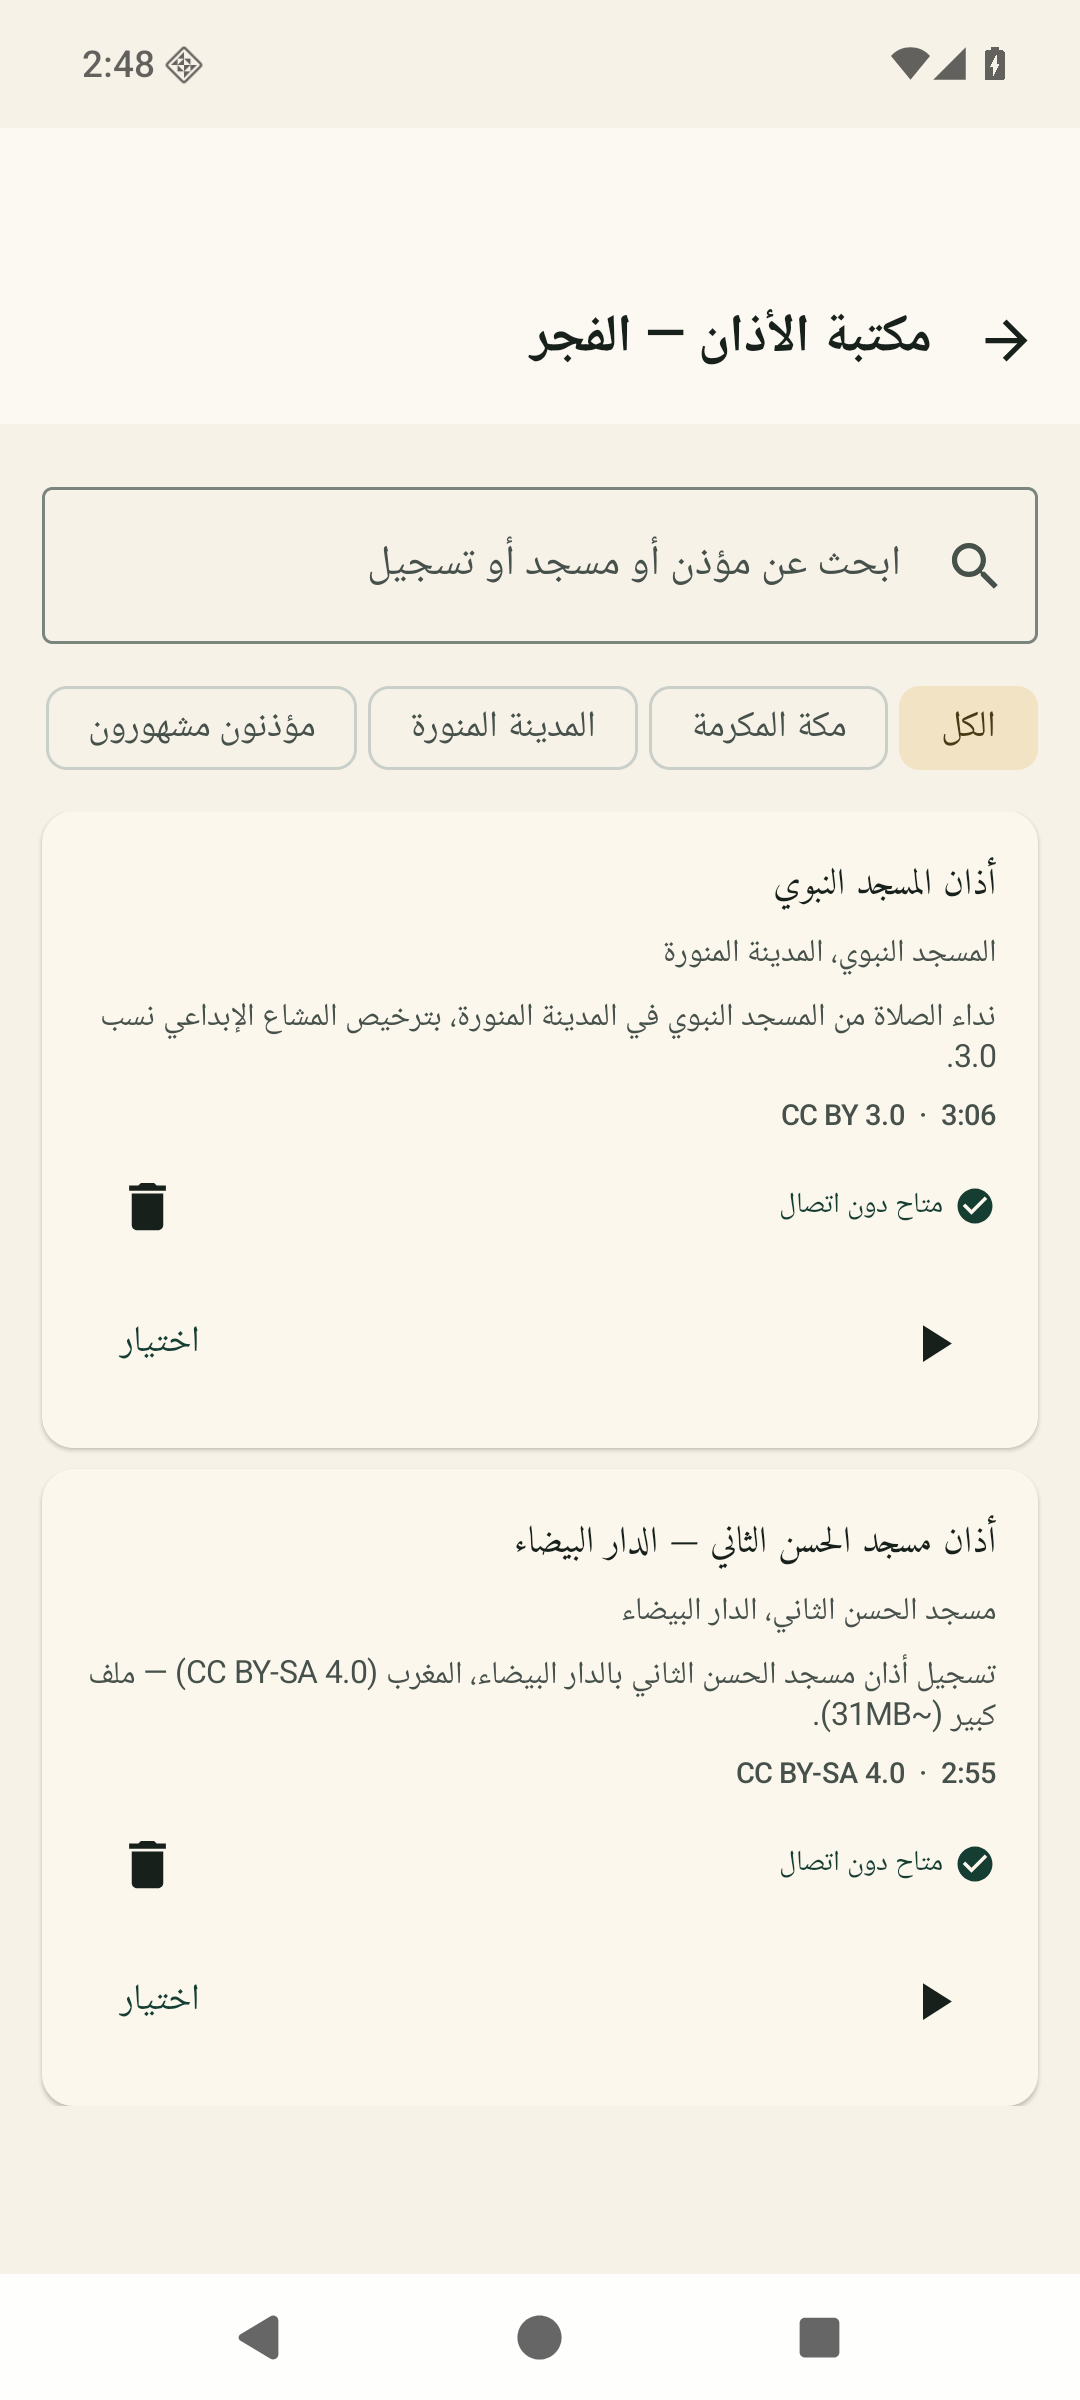 2:48
مكتبة الأذان — الفجر
ابحث عن مؤذن أو مسجد أو تسجيل
الكل
مكة المكرمة
المدينة المنورة
مؤذنون مشهورون
أذان المسجد النبوي
المسجد النبوي، المدينة المنورة
نداء الصلاة من المسجد النبوي في المدينة المنورة، بترخيص المشاع الإبداعي نسب
3.0.
3:06 · CC BY 3.0
متاح دون اتصال
اختيار
أذان مسجد الحسن الثاني — الدار البيضاء
مسجد الحسن الثاني، الدار البيضاء
تسجيل أذان مسجد الحسن الثاني بالدار البيضاء، المغرب (CC BY-SA 4.0) — ملف
كبير (~31MB).
2:55 · CC BY-SA 4.0
متاح دون اتصال
اختيار